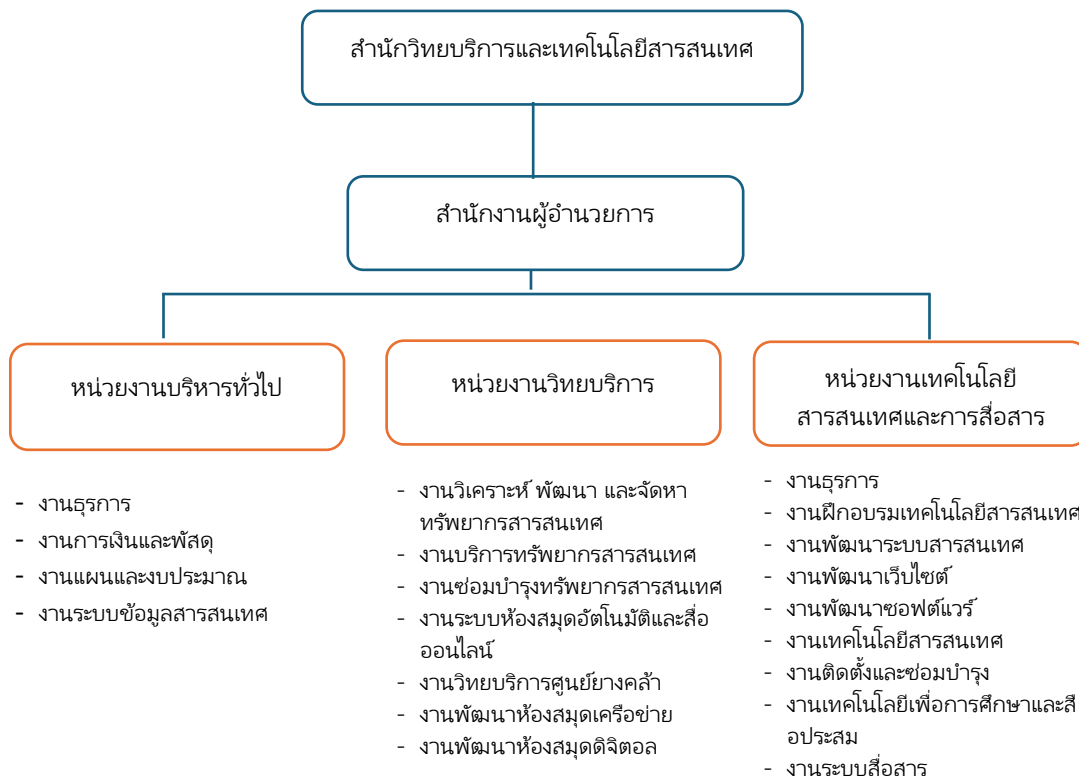 สำนักวิทยบริการและเทคโนโลยีสารสนเทศ
สำนักงานผู้อำนวยการ
หน่วยงานบริหารทั่วไป
- งานธุรการ
- งานการเงินและพัสดุ
- งานแผนและงบประมาณ
- งานระบบข้อมูลสารสนเทศ
หน่วยงานวิทยบริการ
- งานวิเคราะห์ พัฒนา และจัดหา
ทรัพยากรสารสนเทศ
- งานบริการทรัพยากรสารสนเทศ
- งานซ่อมบำรุงทรัพยากรสารสนเทศ
- งานระบบห้องสมุดอัตโนมัติและสื่อ
ออนไลน์
- งานวิทยบริการศูนย์ยางคล้า
- งานพัฒนาห้องสมุดเครือข่าย
- งานพัฒนาห้องสมุดดิจิตอล
หน่วยงานเทคโนโลยี
สารสนเทศและการสื่อสาร
- งานธุรการ
- งานฝึกอบรมเทคโนโลยีสารสนเทศ
- งานพัฒนาระบบสารสนเทศ
- งานพัฒนาเว็บไซต์
- งานพัฒนาซอฟต์แวร์
- งานเทคโนโลยีสารสนเทศ
- งานติดตั้งและซ่อมบำรุง
- งานเทคโนโลยีเพื่อการศึกษาและสื
่อประสม
- งานระบบสื่อสาร